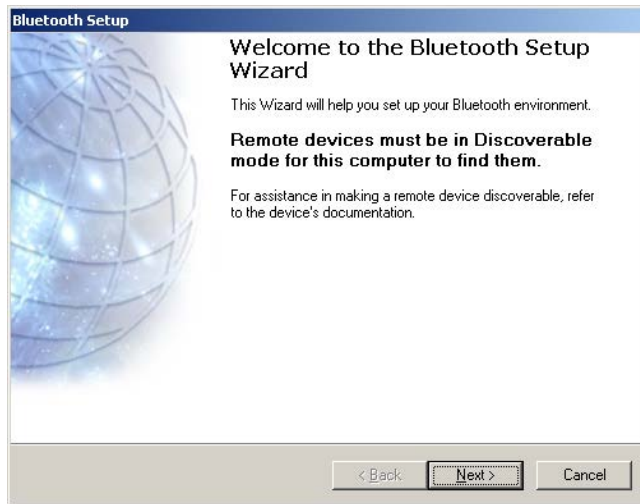 Bluetooth Setup
Welcome to the Bluetooth Setup
Wizard
This Wizard will help you set up your Bluetooth environment.
Remote devices must be in Discoverable
mode for this computer to find them.
For assistance in making a remote device discoverable, refer
to the device's documentation.
< Back
Next >
Cancel